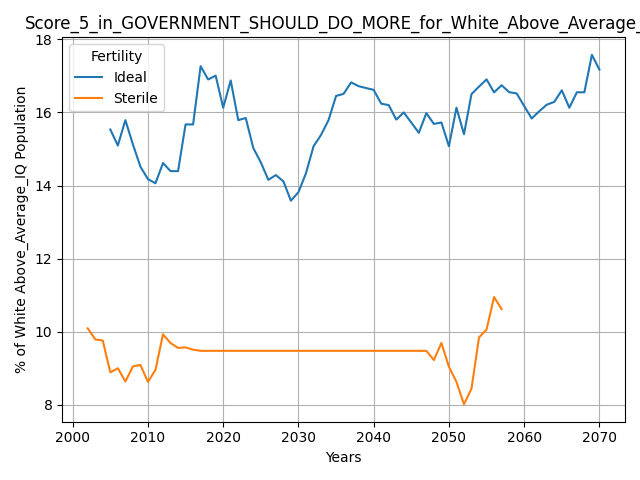 Score_5_in_GOVERNMENT_SHOULD_DO_MORE_for_White_Above_Average_
18
16
14
12
10
8
% of White Above_Average_IQ Population
Fertility
Ideal
Sterile
2000 2010 2020 2030 2040 2050 2060 2070
Years